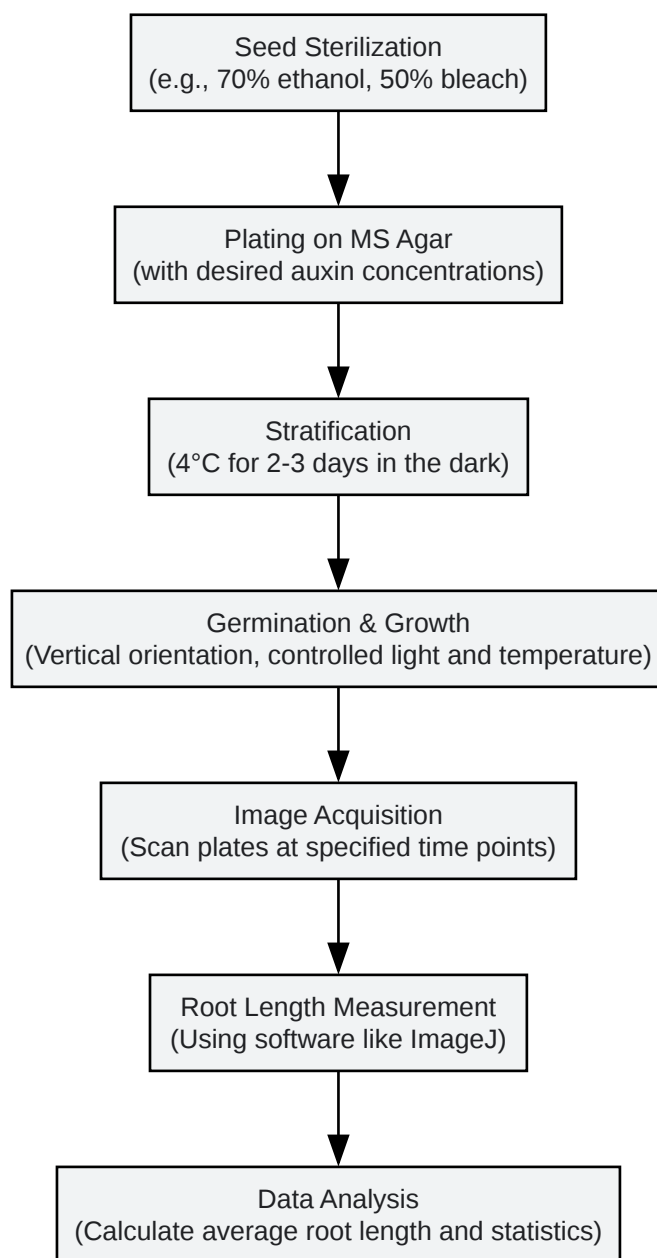 Seed Sterilization
(e.g., 70% ethanol, 50% bleach)
Plating on MS Agar
(with desired auxin concentrations)
Stratification
(4°C for 2-3 days in the dark)
Germination & Growth
(Vertical orientation, controlled light and temperature)
Image Acquisition
(Scan plates at specified time points)
Root Length Measurement
(Using software like ImageJ)
Data Analysis
(Calculate average root length and statistics)